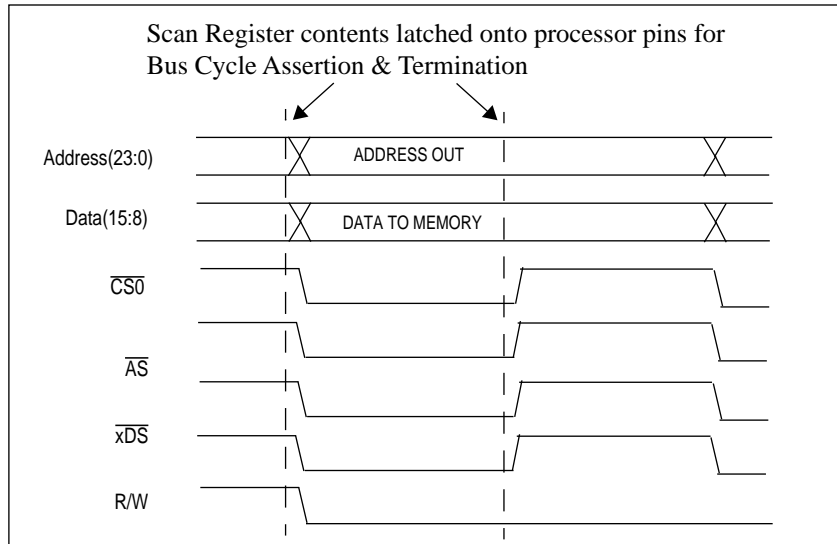 Scan Register contents latched onto processor pins for
Bus Cycle Assertion & Termination
Address(23:0)
ADDRESS OUT
Data(15:8)
DATA TO MEMORY
CS0
AS
xDS
R/W